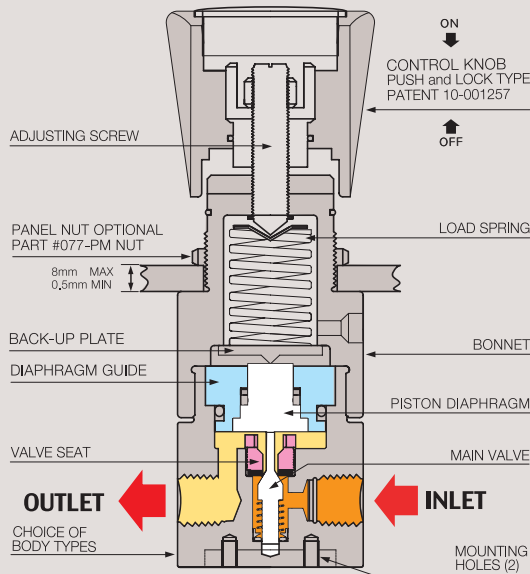 ON
CONTROL KNOB
PUSH and LOCK TYPE
PATENT 10-001257
OFF
ADJUSTING SCREW
PANEL NUT OPTIONAL
PART #077-PM NUT
8mm MAX
0.5mm MIN
LOAD SPRING
BACK-UP PLATE
BONNET
DIAPHRAGM GUIDE
PISTON DIAPHRAGM
VALVE SEAT
MAIN VALVE
OUTLET
INLET
CHOICE OF
BODY TYPES
MOUNTING
HOLES (2)